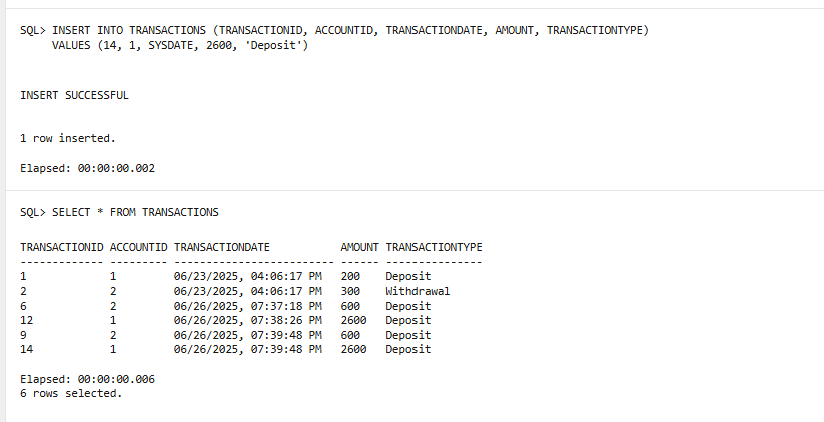 SQL> INSERT INTO TRANSACTIONS (TRANSACTIONID, ACCOUNTID, TRANSACTIONDATE, AMOUNT, TRANSACTIONTYPE)
     VALUES (14, 1, SYSDATE, 2600, 'Deposit')
INSERT SUCCESSFUL
1 row inserted.
Elapsed: 00:00:00.002
SQL> SELECT * FROM TRANSACTIONS
TRANSACTIONID ACCOUNTID TRANSACTIONDATE           AMOUNT TRANSACTIONTYPE
------------- --------- ------------------------- ------ ---------------
1             1         06/23/2025, 04:06:17 PM   200    Deposit
2             2         06/23/2025, 04:06:17 PM   300    Withdrawal
6             2         06/26/2025, 07:37:18 PM   600    Deposit
12            1         06/26/2025, 07:38:26 PM   2600   Deposit
9             2         06/26/2025, 07:39:48 PM   600    Deposit
14            1         06/26/2025, 07:39:48 PM   2600   Deposit
Elapsed: 00:00:00.006
6 rows selected.